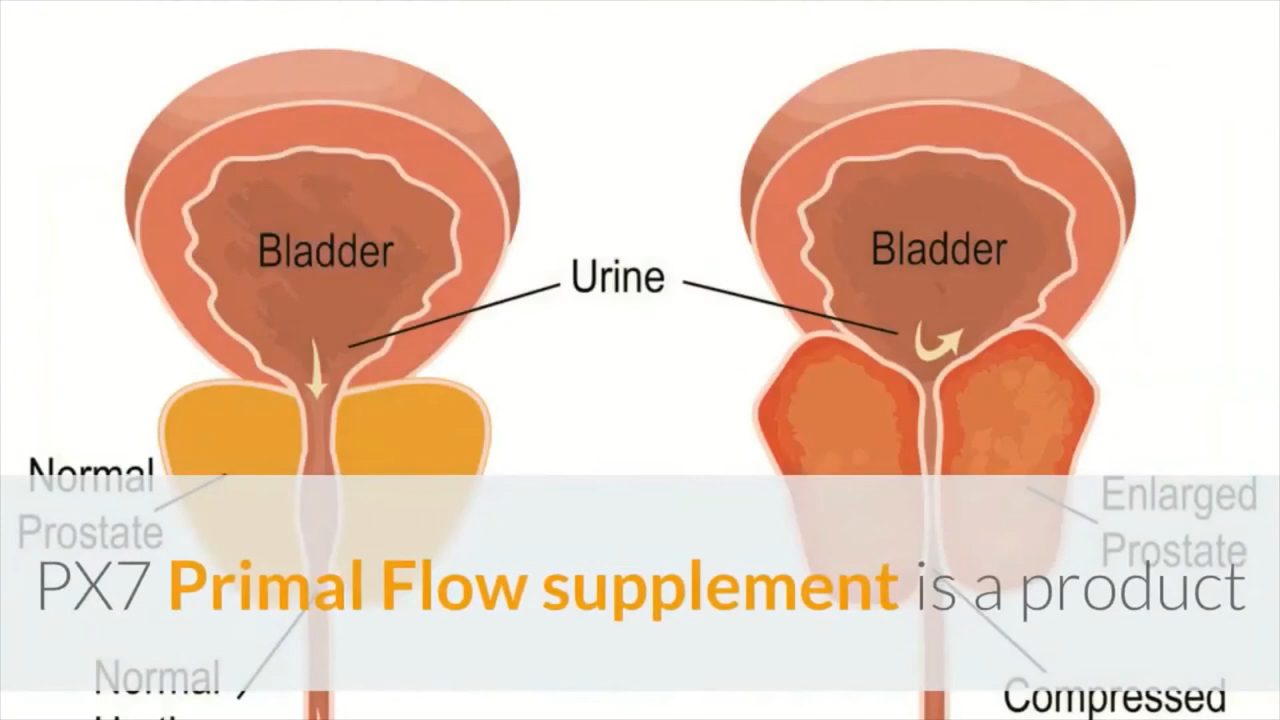 Bladder
Bladder
Urine
Normal
Prostate
Enlarged
Prostate
PX7 Primal Flow supplement is a product
Normal
Compressed